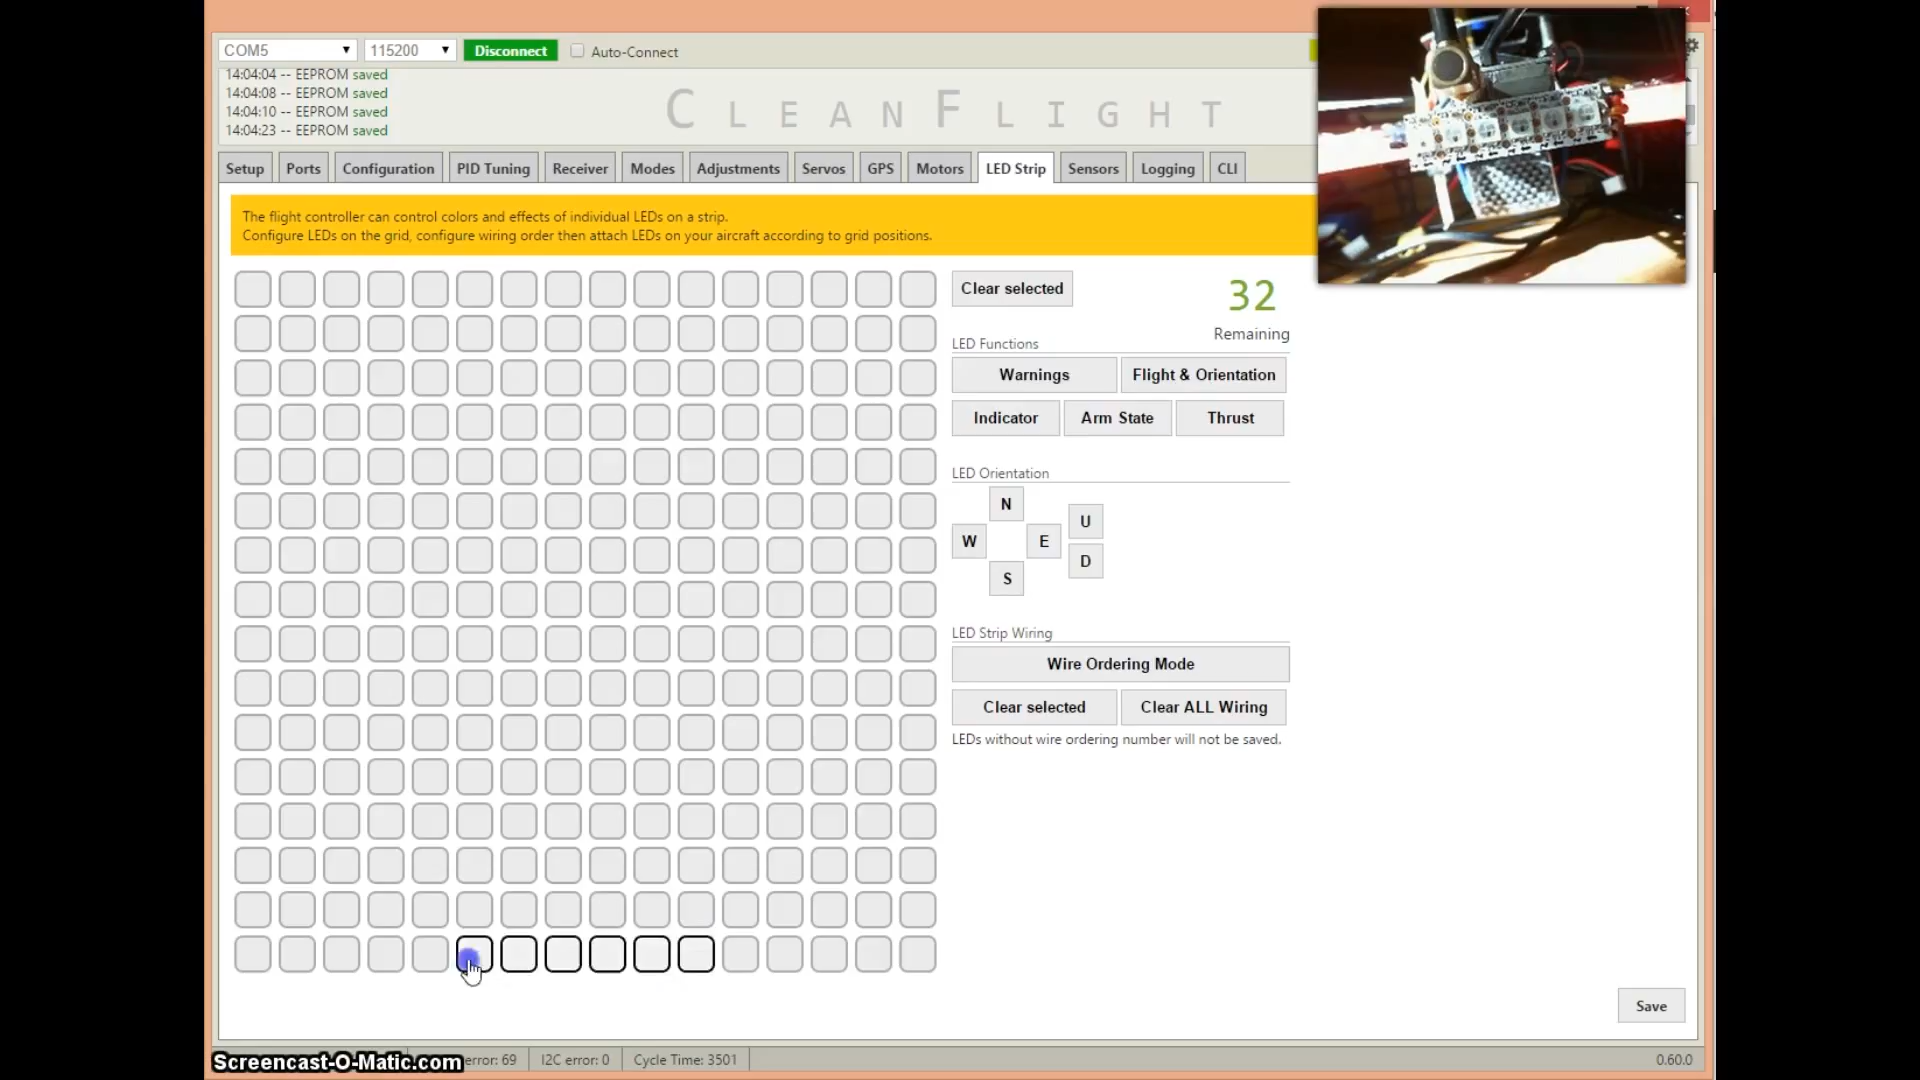 COM5 115200 Disconnect Auto-Connect
14:04:04 -- EEPROM saved
14:04:08 -- EEPROM saved
14:04:10 -- EEPROM saved
14:04:23 -- EEPROM saved
CLEANFLIGHT
Setup Ports Configuration PID Tuning Receiver Modes Adjustments Servos GPS Motors LED Strip Sensors Logging CLI
The flight controller can control colors and effects of individual LEDs on a strip.
Configure LEDs on the grid, configure wiring order then attach LEDs on your aircraft according to grid positions.
Clear selected
32
Remaining
LED Functions
Warnings Flight & Orientation
Indicator Arm State Thrust
LED Orientation
N
U
W E
D
S
LED Strip Wiring
Wire Ordering Mode
Clear selected Clear ALL Wiring
LEDs without wire ordering number will not be saved.
Save
Screencast-O-Matic.com error: 69 I2C error: 0 Cycle Time: 3501 0.60.0